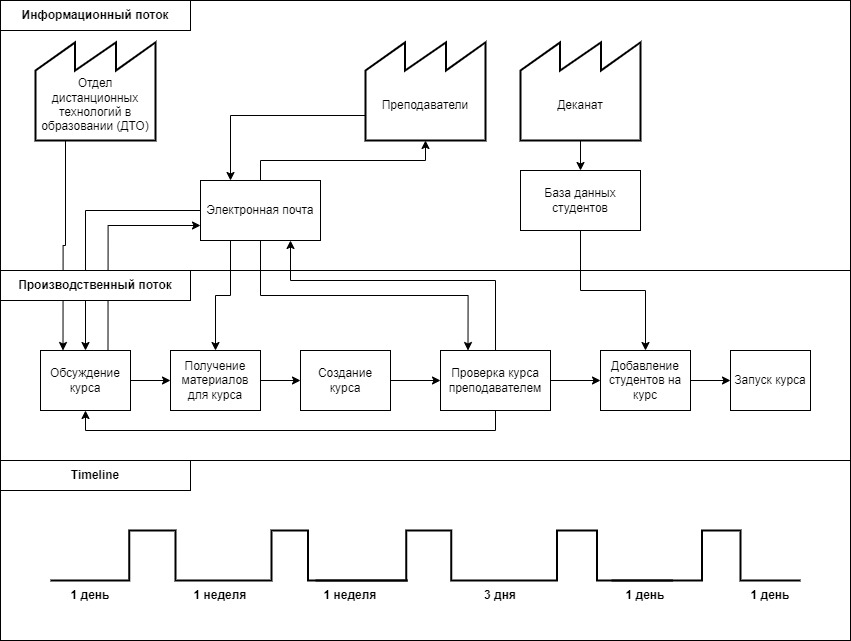 Информационный поток
Отдел
дистанционных
технологий в
образовании (ДТО)
Преподаватели
Деканат
Электронная почта
База данных
студентов
Производственный поток
Обсуждение
курса
Получение
материалов
для курса
Создание
курса
Проверка курса
преподавателем
Добавление
студентов на
курс
Запуск курса
Timeline
1 день
1 неделя
1 неделя
3 дня
1 день
1 день